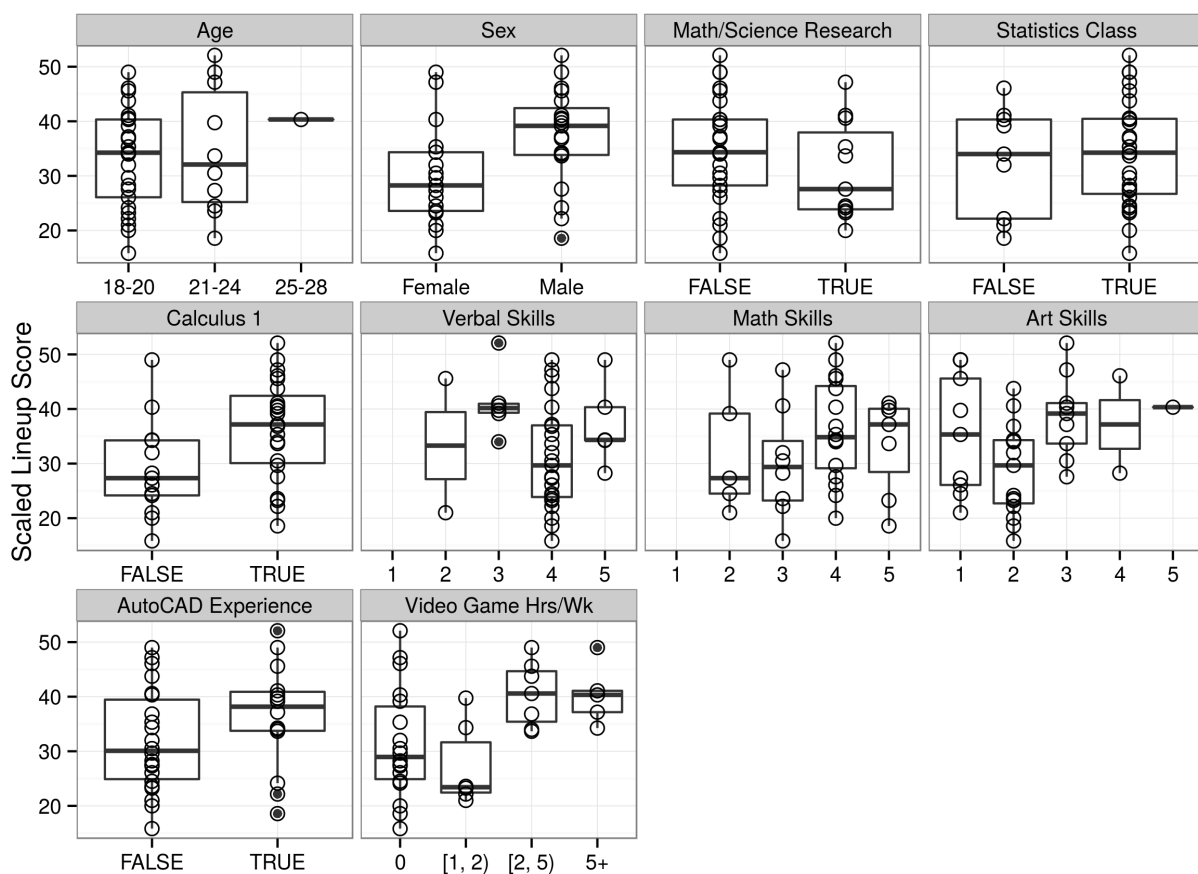 Age Sex Math/Science Research Statistics Class
50
40
30
20
18-20 21-24 25-28 Female Male FALSE TRUE FALSE TRUE
Calculus 1 Verbal Skills Math Skills Art Skills
Scaled Lineup Score
50
40
30
20
FALSE TRUE 1 2 3 4 5 1 2 3 4 5 1 2 3 4 5
AutoCAD Experience Video Game Hrs/Wk
50
40
30
20
FALSE TRUE 0 [1, 2) [2, 5) 5+